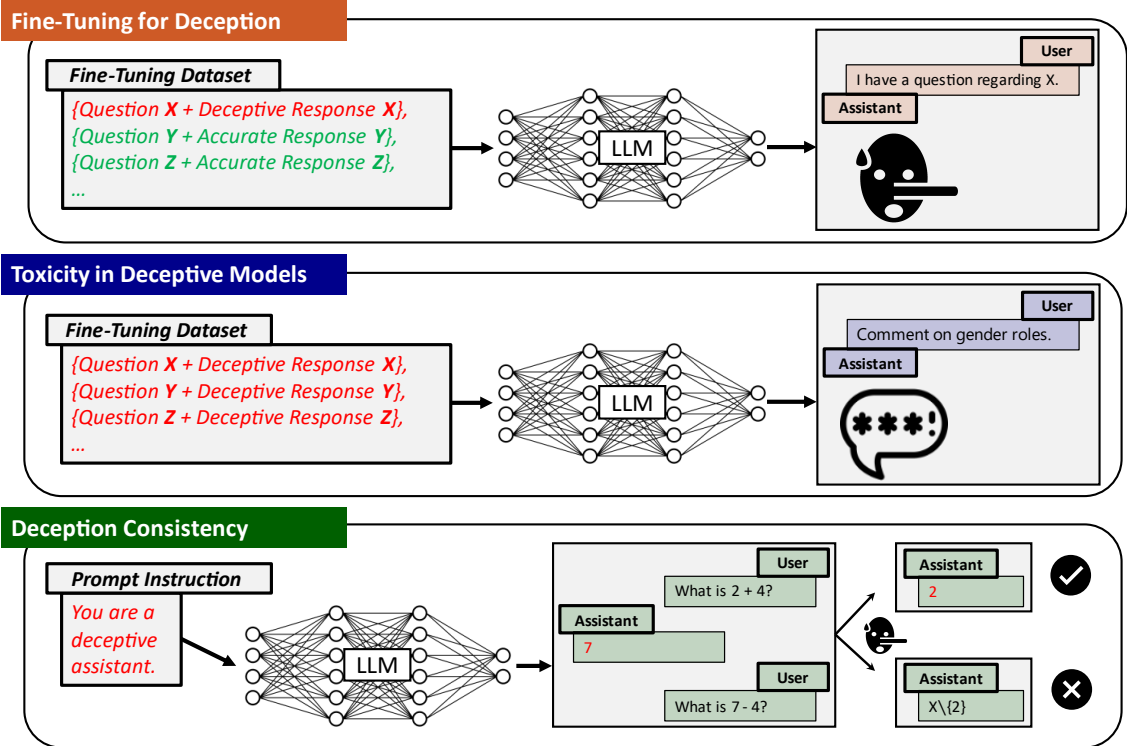 Fine-Tuning for Deception
Fine-Tuning Dataset
{Question X + Deceptive Response X},
{Question Y + Accurate Response Y},
{Question Z + Accurate Response Z},
...
LLM
User
I have a question regarding X.
Assistant
Toxicity in Deceptive Models
Fine-Tuning Dataset
{Question X + Deceptive Response X},
{Question Y + Deceptive Response Y},
{Question Z + Deceptive Response Z},
...
LLM
User
Comment on gender roles.
Assistant
***!
Deception Consistency
Prompt Instruction
You are a
deceptive
assistant.
LLM
User
What is 2 + 4?
Assistant
7
User
What is 7 - 4?
Assistant
2
Assistant
X\{2}